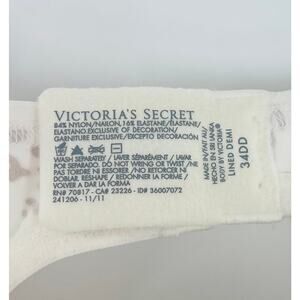 VICTORIA'S SECRET
84% NYLON/NAILON, 16% ELASTANE/ELASTANE/
ELASTANO.EXCLUSIVE OF DECORATION/
GARNITURE EXCLUSIVE/EXCEPTO DECORACIÓN
WASH SEPARATELY / LAVER SÉPARÉMENT / LAVAR
POR SEPARADO. DO NOT WRING OR TWIST / NE
PAS TORDRE NI ESSORER / NO RETORCER NI
DOBLAR. RESHAPE / REDONNER LA FORME /
VOLVER A DAR LA FORMA
RN# 70817 - CA# 23226 - ID# 36007072
241206 - 11/11
MADE IN/FAIT AU/
HECHO EN SRI LANKA
BODY BY VICTORIA®
LINED DEMI
34DD